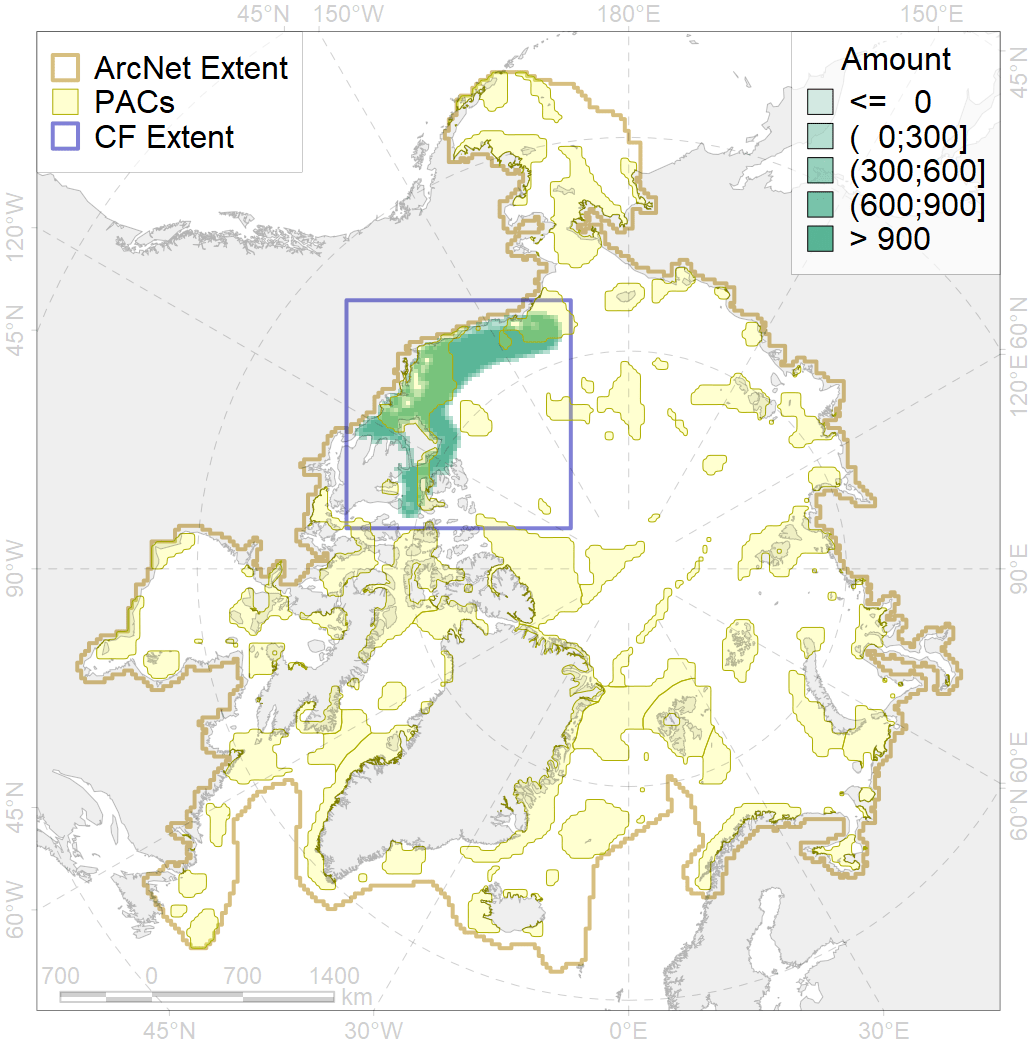 45°N 150°W 180°E 150°E
ArcNet Extent
PACs
CF Extent
Amount
<= 0
( 0;300]
(300;600]
(600;900]
> 900
45°N
120°W
45°N
90°W
45°N
60°W
60°N
120°E
90°E
60°E
60°N
700 0 700 1400
km
45°N 30°W 0°E 30°E